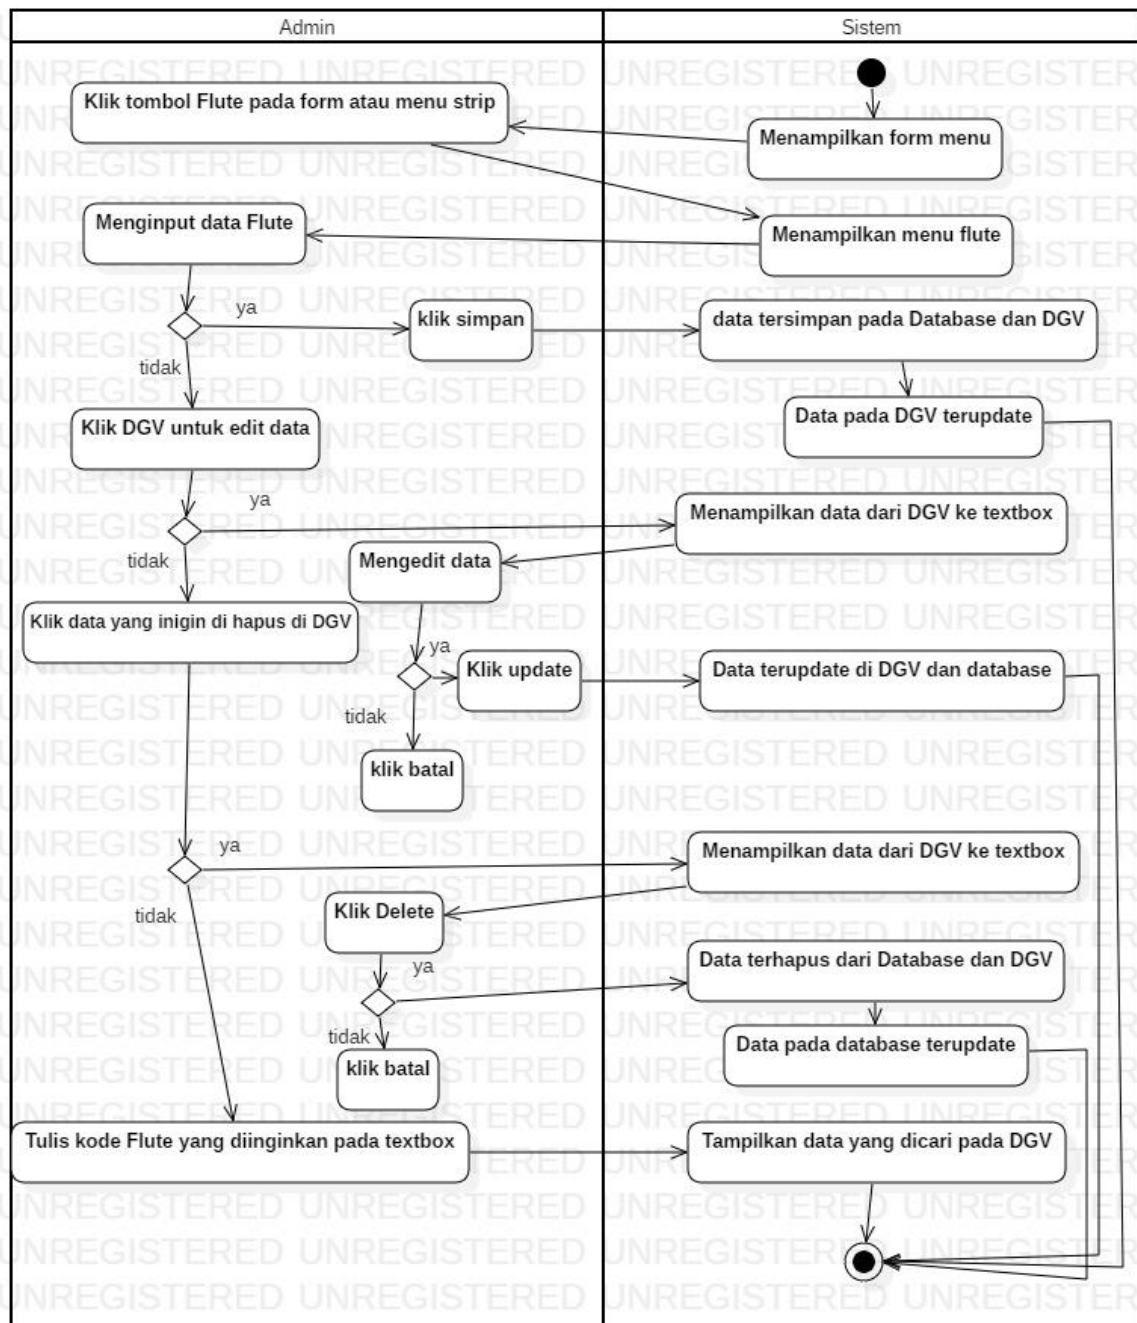 Admin
Sistem
Klik tombol Flute pada form atau menu strip
Menampilkan form menu
Menginput data Flute
Menampilkan menu flute
ya
klik simpan
data tersimpan pada Database dan DGV
tidak
Klik DGV untuk edit data
Data pada DGV terupdate
ya
Menampilkan data dari DGV ke textbox
tidak
Mengedit data
Klik data yang inigin di hapus di DGV
ya
Klik update
Data terupdate di DGV dan database
tidak
klik batal
ya
Menampilkan data dari DGV ke textbox
tidak
Klik Delete
ya
Data terhapus dari Database dan DGV
tidak
klik batal
Data pada database terupdate
Tulis kode Flute yang diinginkan pada textbox
Tampilkan data yang dicari pada DGV
UNREGISTERED